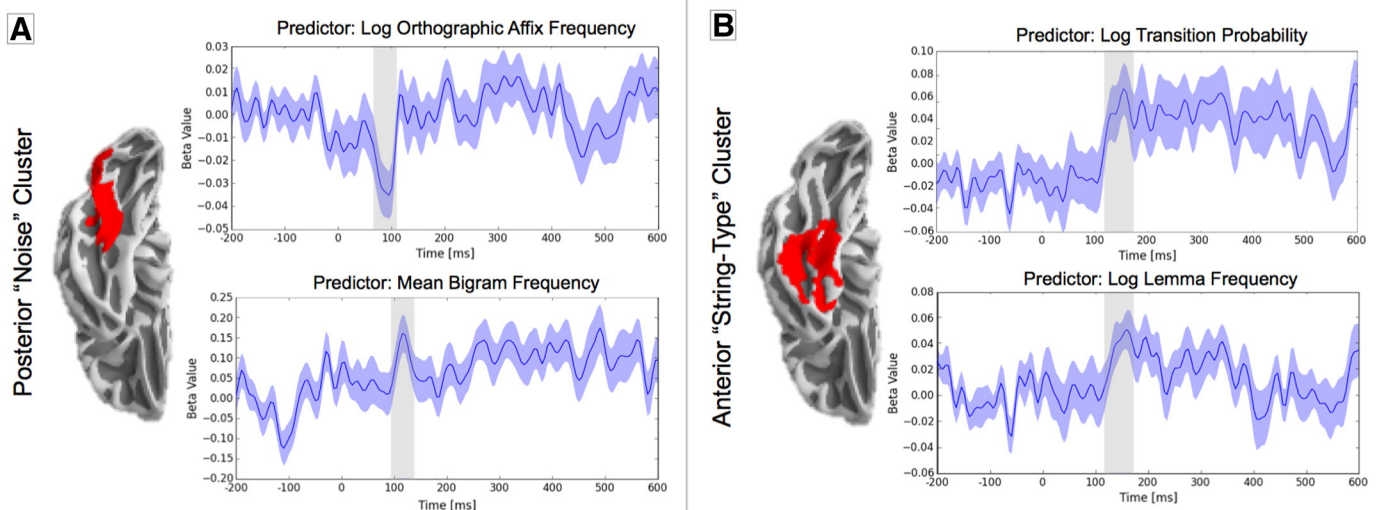 A
Posterior “Noise” Cluster
Predictor: Log Orthographic Affix Frequency
Beta Value
0.03
0.02
0.01
0.00
−0.01
−0.02
−0.03
−0.04
−0.05
-200 -100 0 100 200 300 400 500 600
Time [ms]
Predictor: Mean Bigram Frequency
Beta Value
0.25
0.20
0.15
0.10
0.05
0.00
−0.05
−0.10
0.15
−0.20
-200 -100 0 100 200 300 400 500 600
Time [ms]
B
Anterior “String-Type” Cluster
Predictor: Log Transition Probability
Beta Value
0.10
0.08
0.06
0.04
0.00
−0.02
−0.04
−0.06
-200 -100 0 100 200 300 400 500 600
Time [ms]
Predictor: Log Lemma Frequency
Beta Value
0.08
0.06
0.04
0.02
0.00
−0.02
−0.04
−0.06
-200 -100 0 100 200 300 400 500 600
Time [ms]